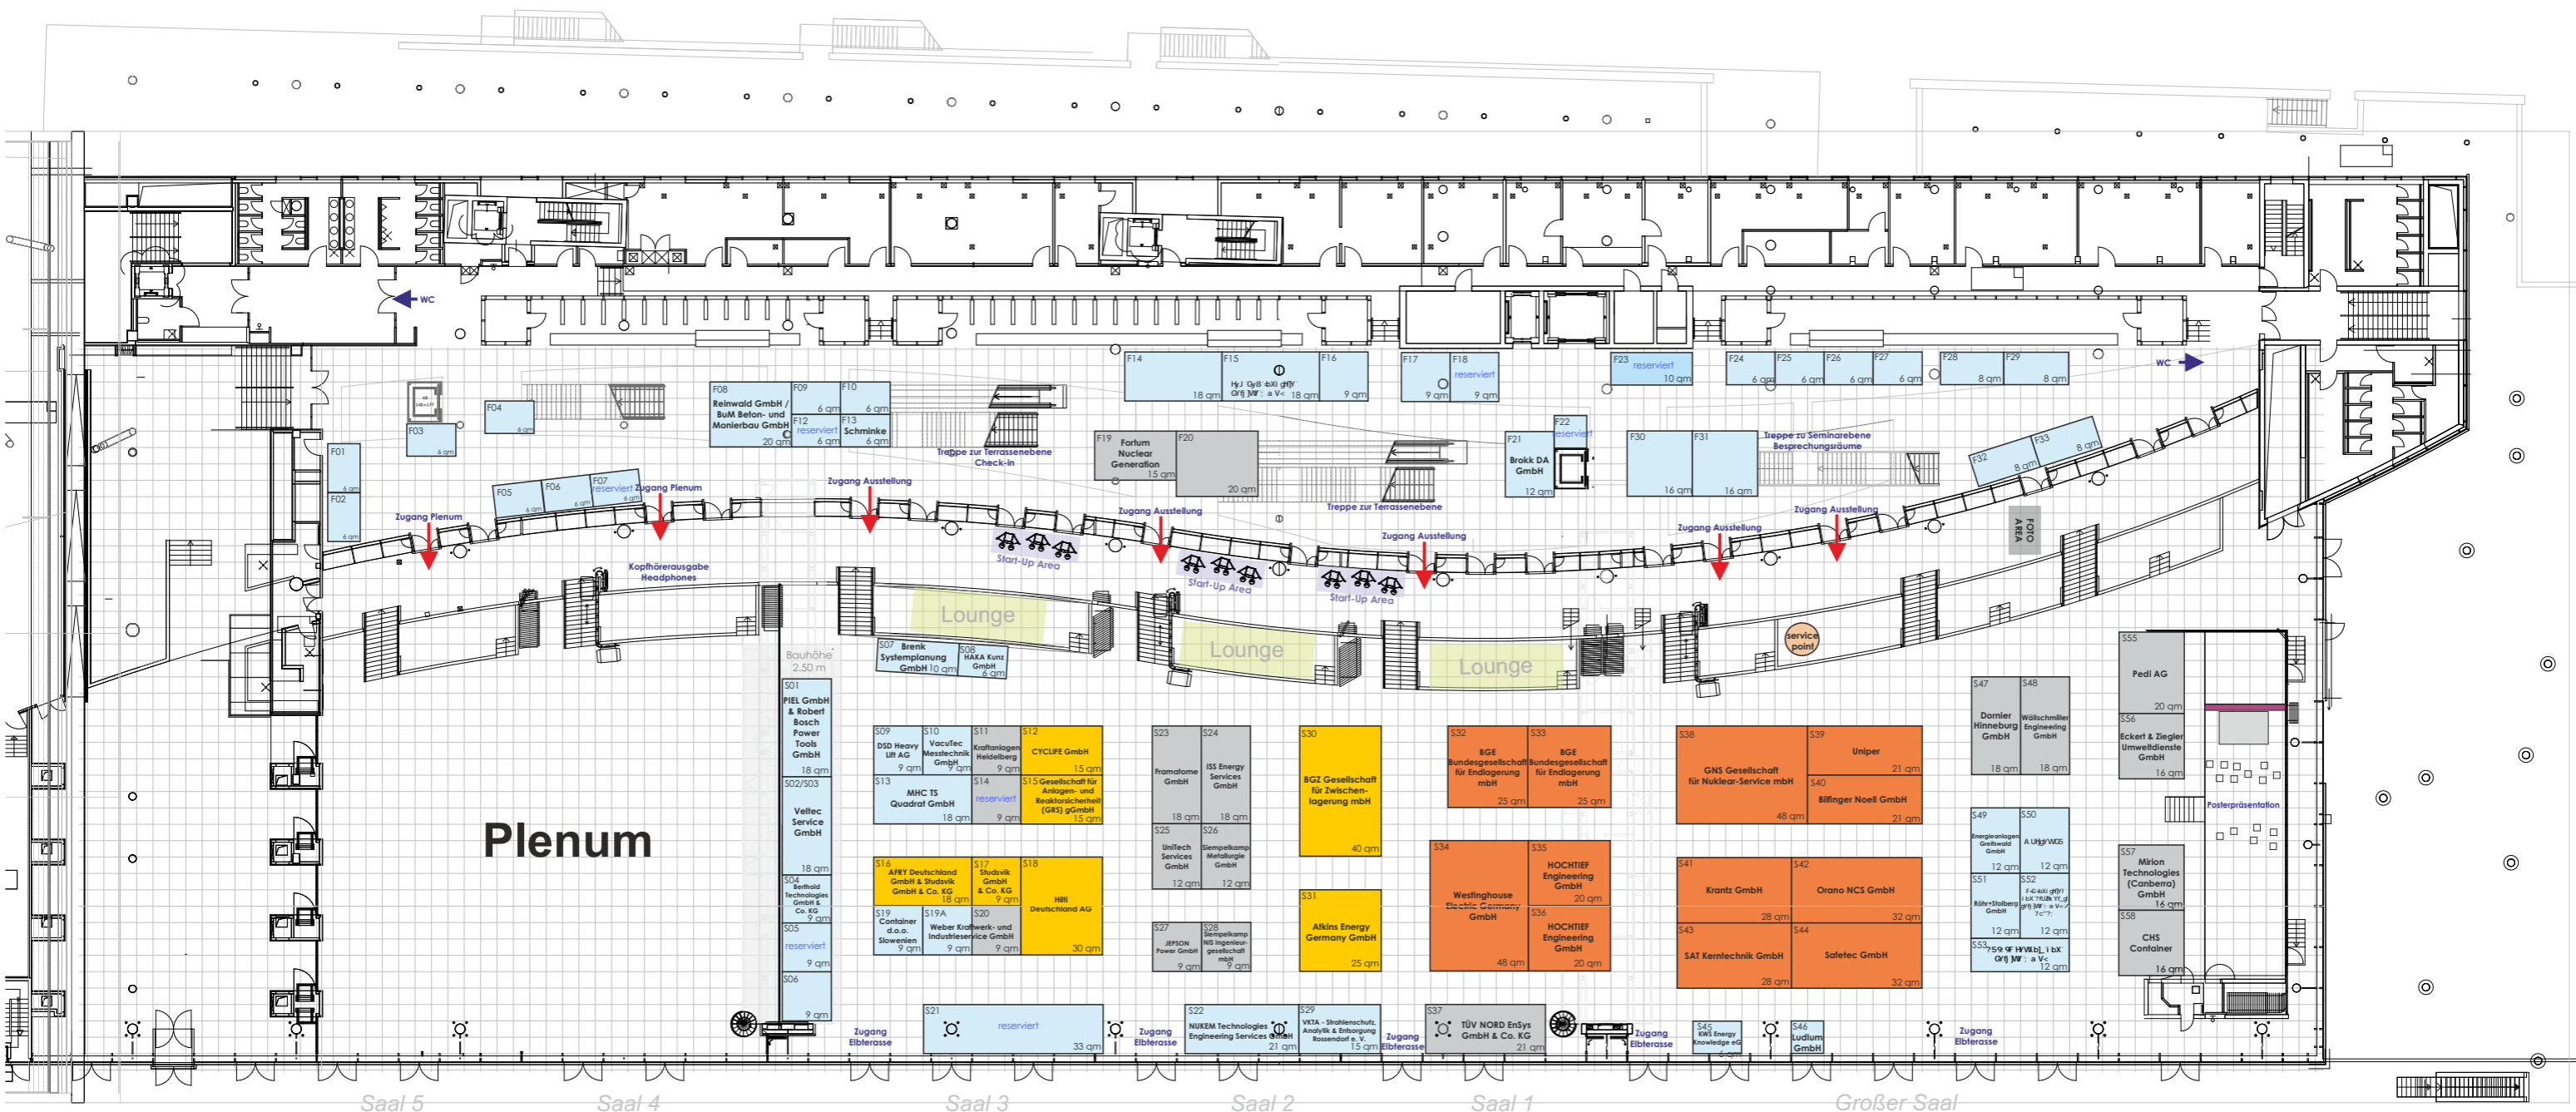 WC
WC
F01
6 qm
F02
6 qm
F03
6 qm
F04
6 qm
F05
6 qm
F06
6 qm
F07
reserviert
6 qm
F08
Reinwald GmbH /
BuM Beton- und
Monierbau GmbH
20 qm
F09
6 qm
F10
6 qm
F12
reserviert
6 qm
F13
Schminke
6 qm
F14
18 qm
F15
18 qm
F16
9 qm
F17
9 qm
F18
reserviert
9 qm
F19
Fortum
Nuclear
Generation
15 qm
F20
20 qm
F21
Brokk DA
GmbH
12 qm
F22
reserviert
F23
reserviert
10 qm
F24
6 qm
F25
6 qm
F26
6 qm
F27
6 qm
F28
8 qm
F29
8 qm
F30
16 qm
F31
16 qm
F32
8 qm
F33
8 qm
Treppe zur Terrassenebene
Check-in
Treppe zur Terrassenebene
Treppe zu Seminarebene
Besprechungsräume
Zugang Plenum
Zugang Plenum
Zugang Ausstellung
Zugang Ausstellung
Zugang Ausstellung
Zugang Ausstellung
Zugang Ausstellung
FOTO
AREA
Kopfhörerausgabe
Headphones
Start-Up Area
Start-Up Area
Start-Up Area
Lounge
Lounge
Lounge
service
point
Bauhöhe
2,50 m
Plenum
S01
PIEL GmbH
& Robert
Bosch
Power
Tools
GmbH
18 qm
S02/S03
Veltec
Service
GmbH
18 qm
S04
Berthold
Technologies
GmbH &
Co. KG
9 qm
S05
reserviert
9 qm
S06
9 qm
S07
Brenk
Systemplanung
GmbH
10 qm
S08
HAKA Kunz
GmbH
6 qm
S09
DSD Heavy
Lift AG
9 qm
S10
VacuTec
Messtechnik
GmbH
9 qm
S11
Kraftanlagen
Heidelberg
9 qm
S12
CYCLIFE GmbH
15 qm
S13
MHC TS
Quadrat GmbH
18 qm
S14
reserviert
9 qm
S15
Gesellschaft für
Anlagen- und
Reaktorsicherheit
(GRS) gGmbH
15 qm
S16
AFRY Deutschland
GmbH & Studsvik
GmbH & Co. KG
18 qm
S17
Studsvik
GmbH
& Co. KG
9 qm
S18
Hilti
Deutschland AG
30 qm
S19
Container
d.o.o.
Slowenien
9 qm
S19A
S20
Weber Kraftwerk- und
Industrieservice GmbH
9 qm
9 qm
S21
reserviert
33 qm
S22
NUKEM Technologies
Engineering Services GmbH
21 qm
S23
Framatome
GmbH
18 qm
S24
ISS Energy
Services
GmbH
18 qm
S25
UniTech
Services
GmbH
12 qm
S26
Siempelkamp
Metallurgie
GmbH
12 qm
S27
JEPSON
Power GmbH
9 qm
S28
Siempelkamp
NIS Ingenieur-
gesellschaft
mbH
9 qm
S29
VKTA - Strahlenschutz,
Analytik & Entsorgung
Rossendorf e. V.
15 qm
S30
BGZ Gesellschaft
für Zwischen-
lagerung mbH
40 qm
S31
Atkins Energy
Germany GmbH
25 qm
S32
BGE
Bundesgesellschaft
für Endlagerung
mbH
25 qm
S33
BGE
Bundesgesellschaft
für Endlagerung
mbH
25 qm
S34
Westinghouse
Electric Germany
GmbH
48 qm
S35
HOCHTIEF
Engineering
GmbH
20 qm
S36
HOCHTIEF
Engineering
GmbH
20 qm
S37
TÜV NORD EnSys
GmbH & Co. KG
21 qm
S38
GNS Gesellschaft
für Nuklear-Service mbH
48 qm
S39
Uniper
21 qm
S40
Bilfinger Noell GmbH
21 qm
S41
Krantz GmbH
28 qm
S42
Orano NCS GmbH
32 qm
S43
SAT Kerntechnik GmbH
28 qm
S44
Safetec GmbH
32 qm
S45
KWS Energy
Knowledge eG
6 qm
S46
Ludlum
GmbH
S47
Dornier
Hinneburg
GmbH
18 qm
S48
Wälischmiller
Engineering
GmbH
18 qm
S49
Energieanlagen
Greifswald
GmbH
12 qm
S50
12 qm
S51
Röhr+Stolberg
GmbH
12 qm
S52
12 qm
S53
12 qm
S55
Pedi AG
20 qm
S56
Eckert & Ziegler
Umweltdienste
GmbH
16 qm
S57
Mirion
Technologies
(Canberra)
GmbH
16 qm
S58
CHS
Container
16 qm
Posterpräsentation
Zugang
Elbterasse
Zugang
Elbterasse
Zugang
Elbterasse
Zugang
Elbterasse
Zugang
Elbterasse
Saal 5
Saal 4
Saal 3
Saal 2
Saal 1
Großer Saal